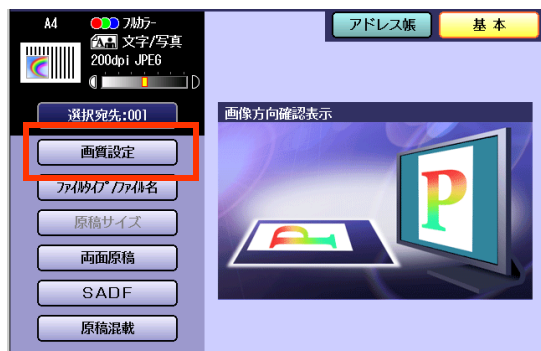 A4 フルカラー
文字/写真
200dpi JPEG
D
アドレス帳
基本
選択宛先:001
画質設定
ファイルタイプ/ファイル名
原稿サイズ
両面原稿
SADF
原稿混載
画像方向確認表示
P
P